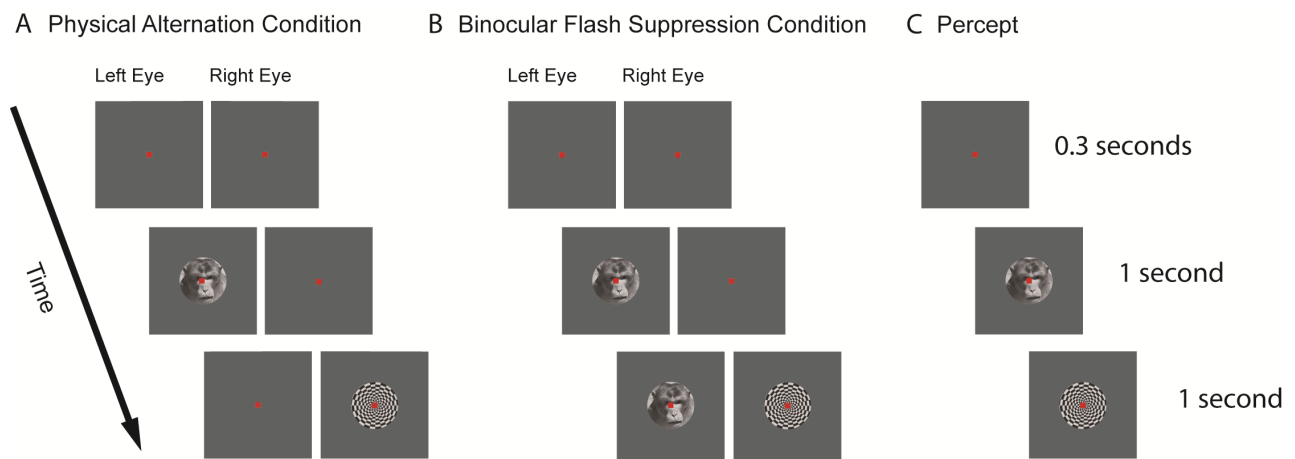 A Physical Alternation Condition
B Binocular Flash Suppression Condition
C Percept
Left Eye Right Eye
Left Eye Right Eye
0.3 seconds
1 second
Time
1 second